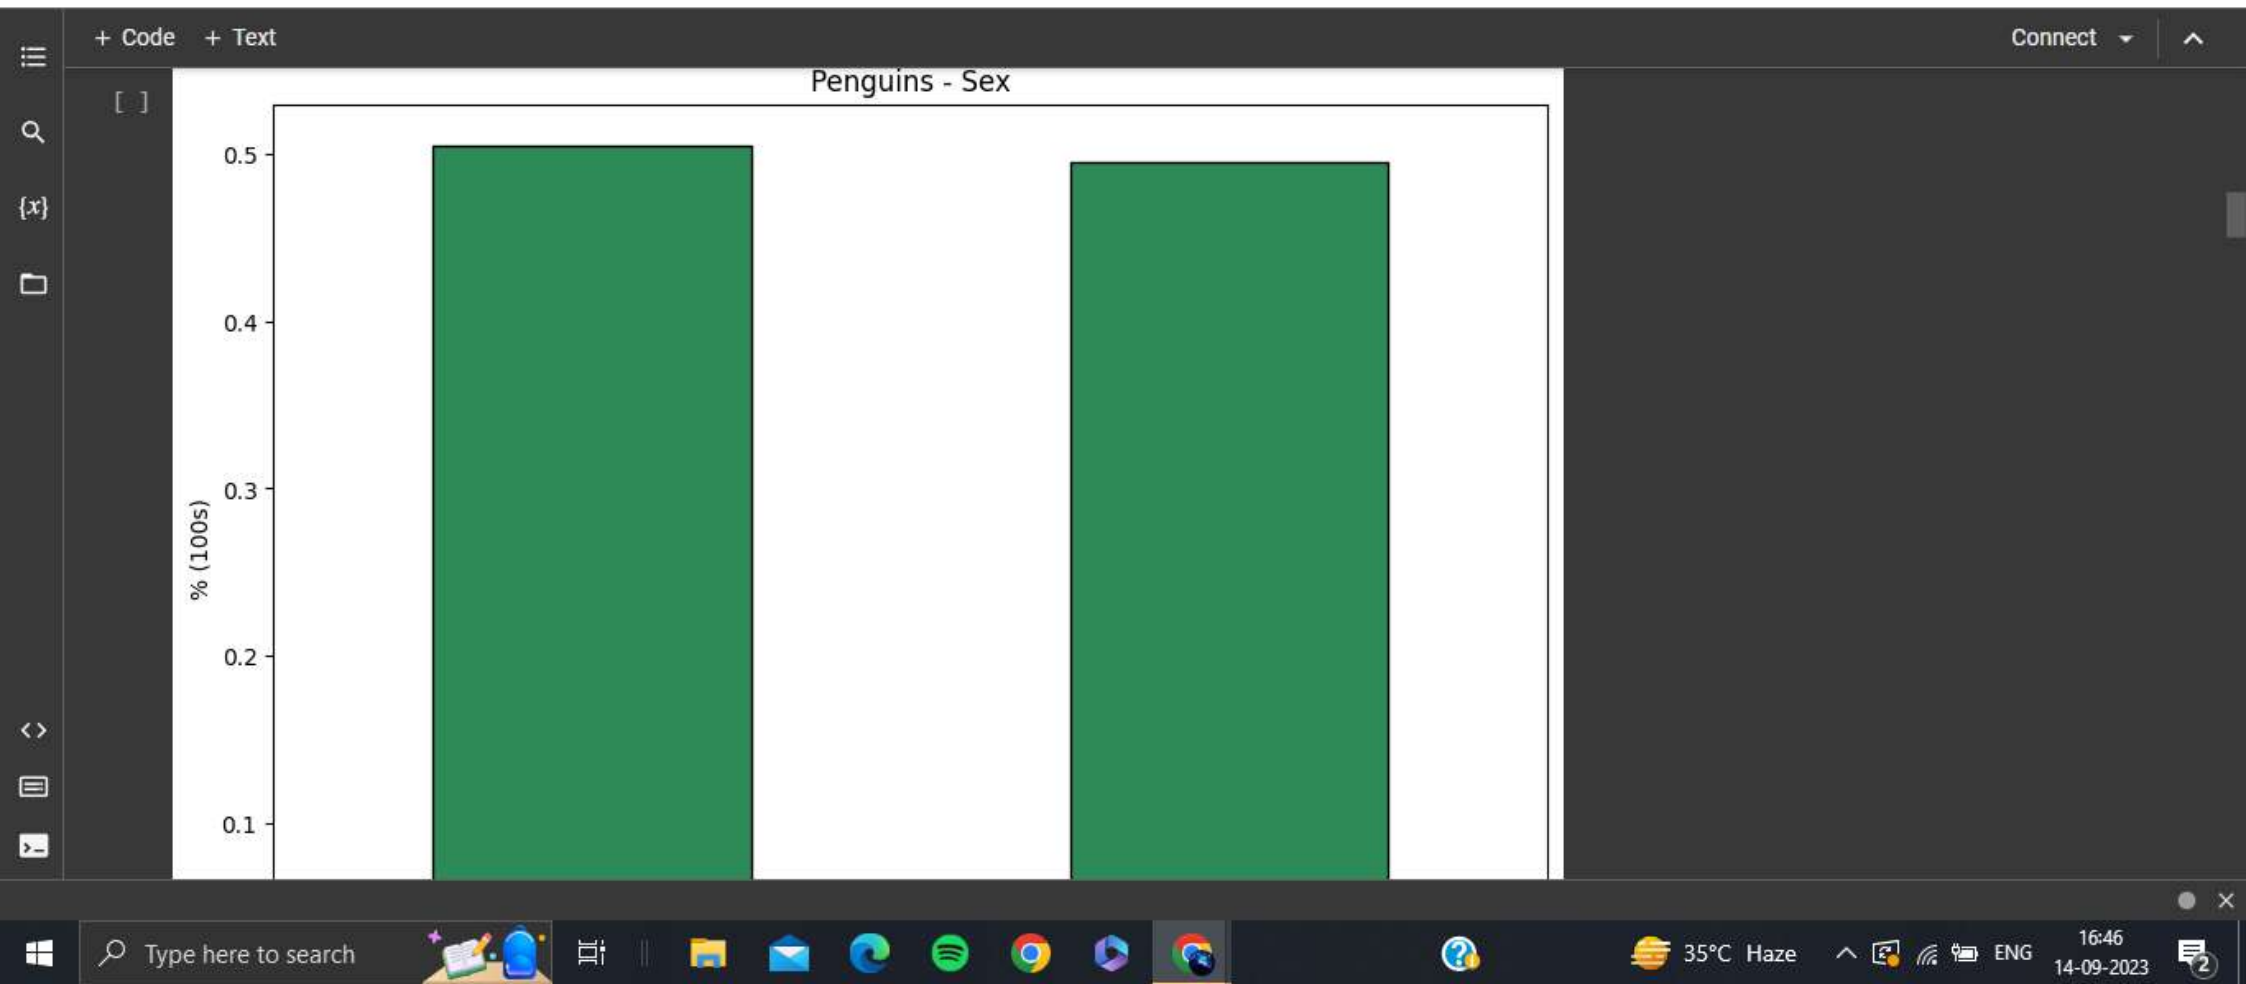 + Code + Text
Connect
[ ]
Penguins - Sex
0.5
0.4
0.3
0.2
0.1
% (100s)
{x}
<>
Type here to search
35°C Haze
ENG
16:46
14-09-2023
2